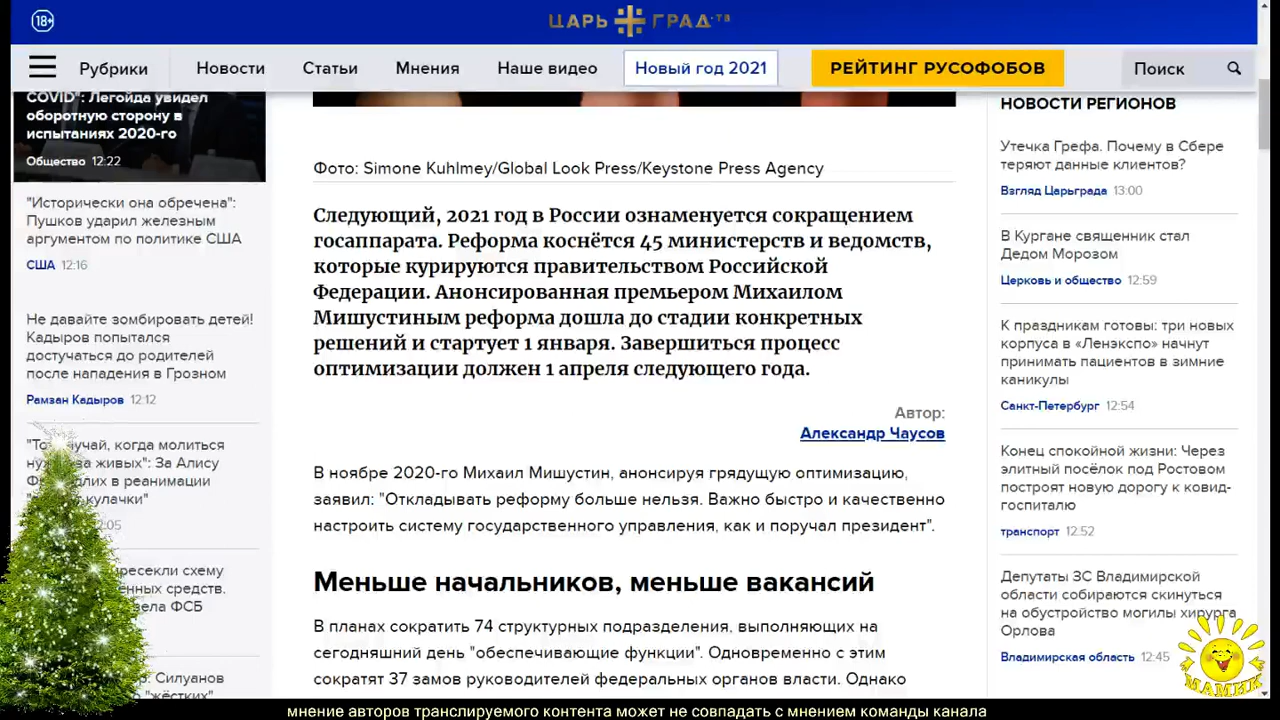 18+
ЦАРЬ ГРАД ТВ
Рубрики
Новости
Статьи
Мнения
Наше видео
Новый год 2021
РЕЙТИНГ РУСОФОБОВ
Поиск
COVID": Легойда увидел
оборотную сторону в
испытаниях 2020-го
Общество 12:22
"Исторически она обречена":
Пушков ударил железным
аргументом по политике США
США 12:16
Не давайте зомбировать детей!
Кадыров попытался
достучаться до родителей
после нападения в Грозном
Рамзан Кадыров 12:12
случай, когда молиться
за живых": За Алису
в реанимации
кулачки"
12:05
схему
средств.
ФСБ
Силуанов
"жёстких"
Фото: Simone Kuhlmey/Global Look Press/Keystone Press Agency
Следующий, 2021 год в России ознаменуется сокращением
госаппарата. Реформа коснётся 45 министерств и ведомств,
которые курируются правительством Российской
Федерации. Анонсированная премьером Михаилом
Мишустиным реформа дошла до стадии конкретных
решений и стартует 1 января. Завершиться процесс
оптимизации должен 1 апреля следующего года.
Автор:
Александр Чаусов
В ноябре 2020-го Михаил Мишустин, анонсируя грядущую оптимизацию,
заявил: "Откладывать реформу больше нельзя. Важно быстро и качественно
настроить систему государственного управления, как и поручал президент".
Меньше начальников, меньше вакансий
В планах сократить 74 структурных подразделения, выполняющих на
сегодняшний день "обеспечивающие функции". Одновременно с этим
сократят 37 замов руководителей федеральных органов власти. Однако
НОВОСТИ РЕГИОНОВ
Утечка Грефа. Почему в Сбере
теряют данные клиентов?
Взгляд Царьграда 13:00
В Кургане священник стал
Дедом Морозом
Церковь и общество 12:59
К праздникам готовы: три новых
корпуса в «Ленэкспо» начнут
принимать пациентов в зимние
каникулы
Санкт-Петербург 12:54
Конец спокойной жизни: Через
элитный посёлок под Ростовом
построят новую дорогу к ковид-
госпиталю
транспорт 12:52
Депутаты ЗС Владимирской
области собираются скинуться
на обустройство могилы хирурга
Орлова
Владимирская область 12:45
МАМИК
мнение авторов транслируемого контента может не совпадать с мнением команды канала